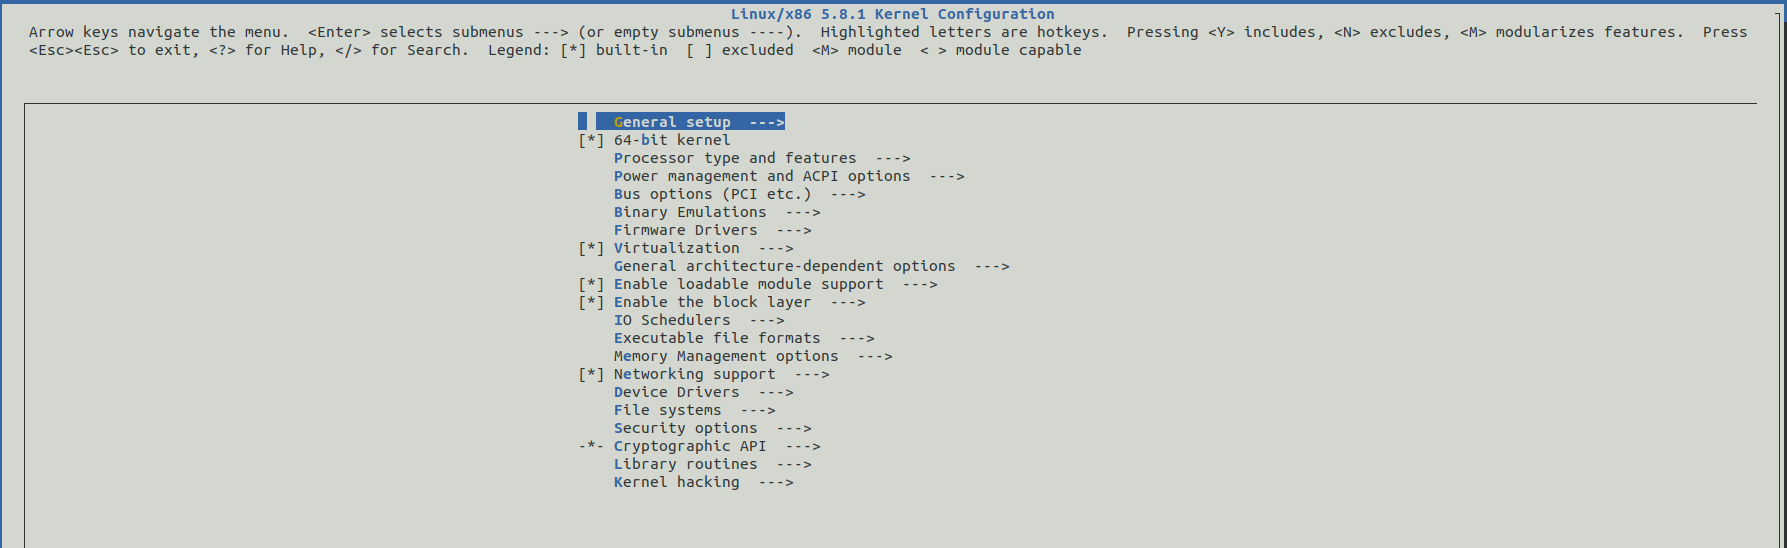 Linux/x86 5.8.1 Kernel Configuration
Arrow keys navigate the menu.  <Enter> selects submenus ---> (or empty submenus ----).  Highlighted letters are hotkeys.  Pressing <Y> includes, <N> excludes, <M> modularizes features.  Press
<Esc><Esc> to exit, <?> for Help, </> for Search.  Legend: [*] built-in  [ ] excluded  <M> module  < > module capable
General setup  --->
[*] 64-bit kernel
Processor type and features  --->
Power management and ACPI options  --->
Bus options (PCI etc.)  --->
Binary Emulations  --->
Firmware Drivers  --->
[*] Virtualization  --->
General architecture-dependent options  --->
[*] Enable loadable module support  --->
[*] Enable the block layer  --->
IO Schedulers  --->
Executable file formats  --->
Memory Management options  --->
[*] Networking support  --->
Device Drivers  --->
File systems  --->
Security options  --->
-*- Cryptographic API  --->
Library routines  --->
Kernel hacking  --->